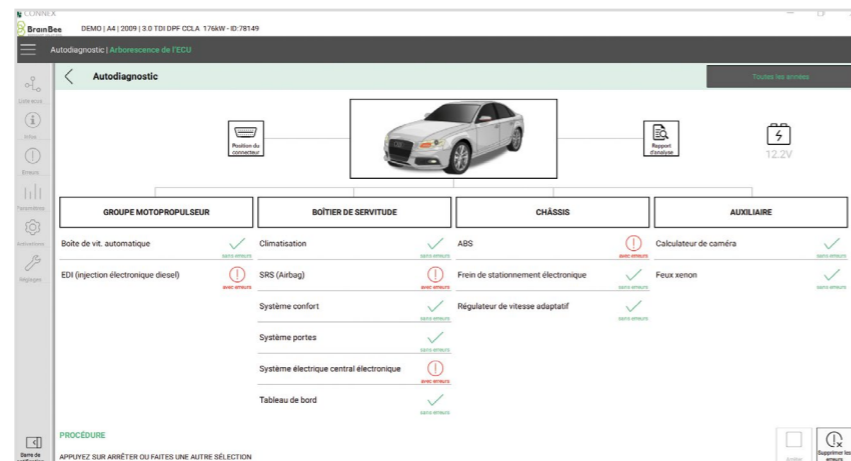 CONNEX
BrainBee
DEMO | A4 | 2009 | 3.0 TDI DPF CCLA 176kW - ID:78149
Autodiagnostic | Arborescence de l'ECU
Autodiagnostic
Toutes les années
Liste ecus
Infos
Erreurs
Paramètres
Activations
Réglages
Position du
connecteur
Rapport
d'analyse
12.2V
GROUPE MOTOPROPULSEUR
BOÎTIER DE SERVITUDE
CHÂSSIS
AUXILIAIRE
Boite de vit. automatique
sans erreurs
Climatisation
sans erreurs
ABS
avec erreurs
Calculateur de caméra
sans erreurs
EDI (injection électronique diesel)
avec erreurs
SRS (Airbag)
avec erreurs
Frein de stationnement électronique
sans erreurs
Feux xenon
sans erreurs
Système confort
sans erreurs
Régulateur de vitesse adaptatif
sans erreurs
Système portes
sans erreurs
Système électrique central électronique
avec erreurs
Tableau de bord
sans erreurs
PROCÉDURE
APPUYEZ SUR ARRÊTER OU FAITES UNE AUTRE SÉLECTION
Barre de
Supprimer les
erreurs